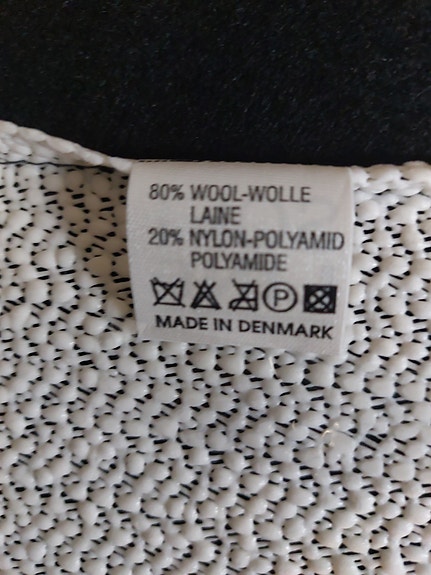 80% WOOL-WOLLE
LAINE
20% NYLON-POLYAMID
POLYAMIDE
P
MADE IN DENMARK